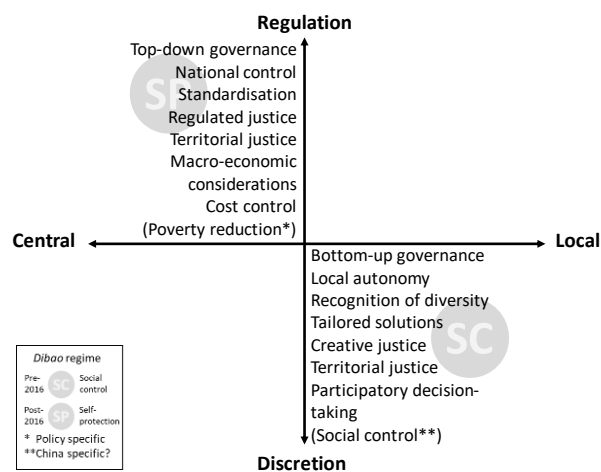 Regulation
Top-down governance
National control
SP
Standardisation
Regulated justice
Territorial justice
Macro-economic
considerations
Cost control
(Poverty reduction*)
Central
Local
Bottom-up governance
Local autonomy
Recognition of diversity
Tailored solutions
SC
Creative justice
Territorial justice
Participatory decision-
taking
(Social control**)
Discretion
Dibao regime
Pre-
2016
SC
Social
control
Post-
2016
SP
Self-
protection
* Policy specific
**China specific?